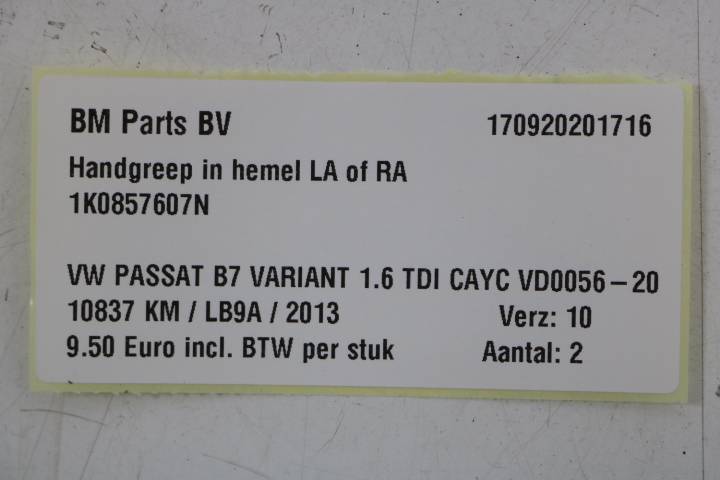 BM Parts BV 170920201716
Handgreep in hemel LA of RA
1K0857607N
VW PASSAT B7 VARIANT 1.6 TDI CAYC VD0056-20
10837 KM / LB9A / 2013 Verz: 10
9.50 Euro incl. BTW per stuk Aantal: 2